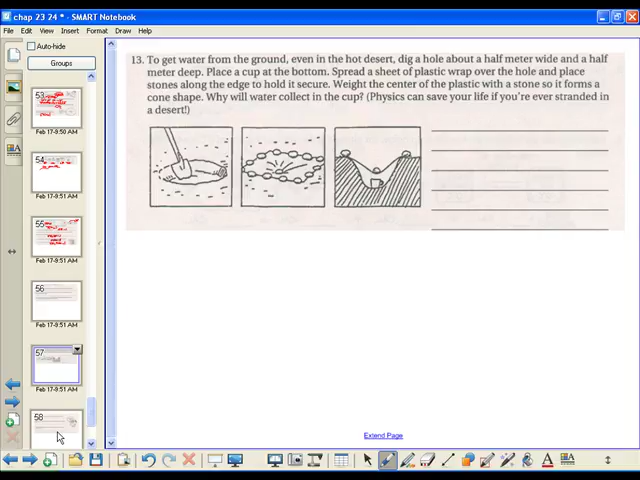 chap 23 24 * - SMART Notebook
File Edit View Insert Format Draw Help
Auto-hide
Groups
53
Feb 17-9:50 AM
54
Feb 17-9:51 AM
55
Feb 17-9:51 AM
56
Feb 17-9:51 AM
57
Feb 17-9:51 AM
58
13. To get water from the ground, even in the hot desert, dig a hole about a half meter wide and a half
meter deep. Place a cup at the bottom. Spread a sheet of plastic wrap over the hole and place
stones along the edge to hold it secure. Weight the center of the plastic with a stone so it forms a
cone shape. Why will water collect in the cup? (Physics can save your life if you're ever stranded in
a desert!)
Extend Page